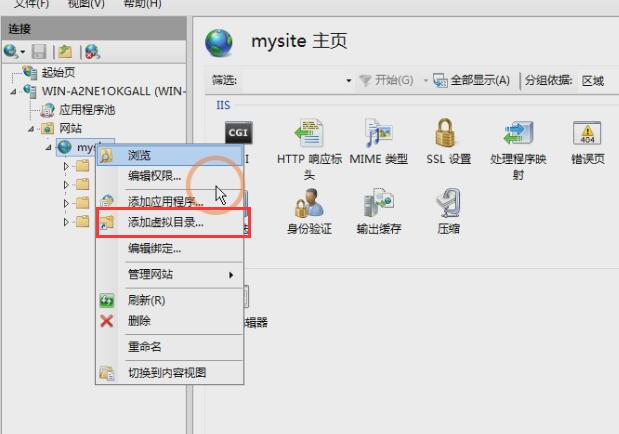 文件(F) 视图(V) 帮助(H)
连接
起始页
WIN-A2NE1OKGALL (WIN-
应用程序池
网站
mys
浏览
编辑权限...
添加应用程序...
添加虚拟目录...
编辑绑定...
管理网站
刷新(R)
删除
重命名
切换到内容视图
mysite 主页
筛选: 开始(G) 全部显示(A) 分组依据: 区域
IIS
CGI
I
HTTP 响应标
头
MIME 类型
SSL 设置
处理程序映
射
404
错误页
身份验证
输出缓存
压缩
辑器